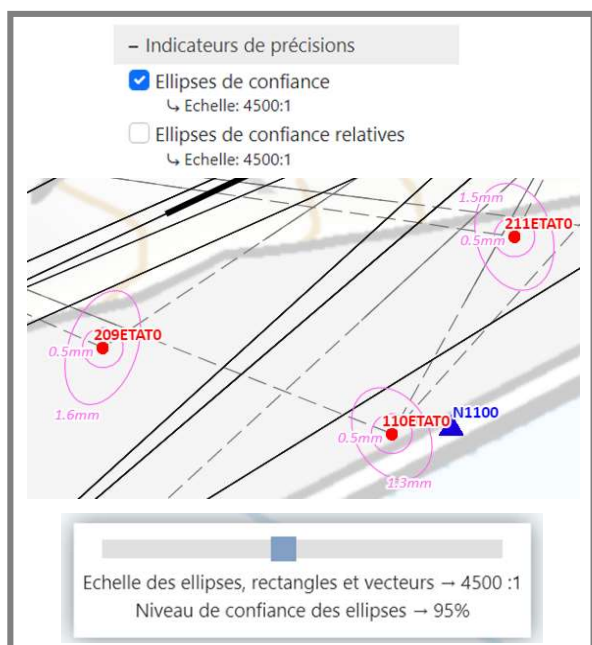 – Indicateurs de précisions
Ellipses de confiance
↳ Echelle: 4500:1
Ellipses de confiance relatives
↳ Echelle: 4500:1
1.5mm
211ETAT0
0.5mm
209ETAT0
0.5mm
1.6mm
N1100
110ETAT0
0.5mm
1.3mm
Echelle des ellipses, rectangles et vecteurs → 4500 :1
Niveau de confiance des ellipses → 95%